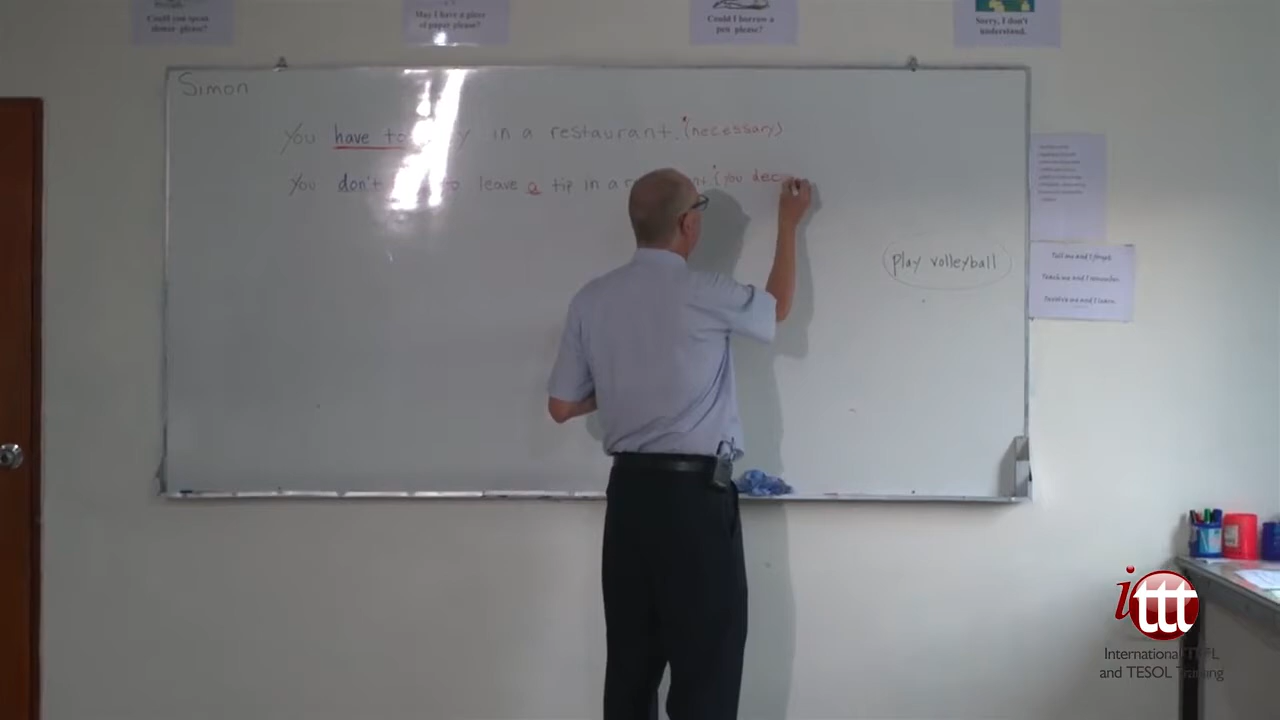 Could you speak
slower please?
May I have a piece
of paper please?
Could I borrow a
pen please?
Sorry, I don't
understand.
Simon
You have to in a restaurant. (necessary)
You don't leave a tip in a (you dec
play volleyball
Tell me and I forget.
Teach me and I remember.
Involve me and I learn.
ittt
International TEFL
and TESOL Training